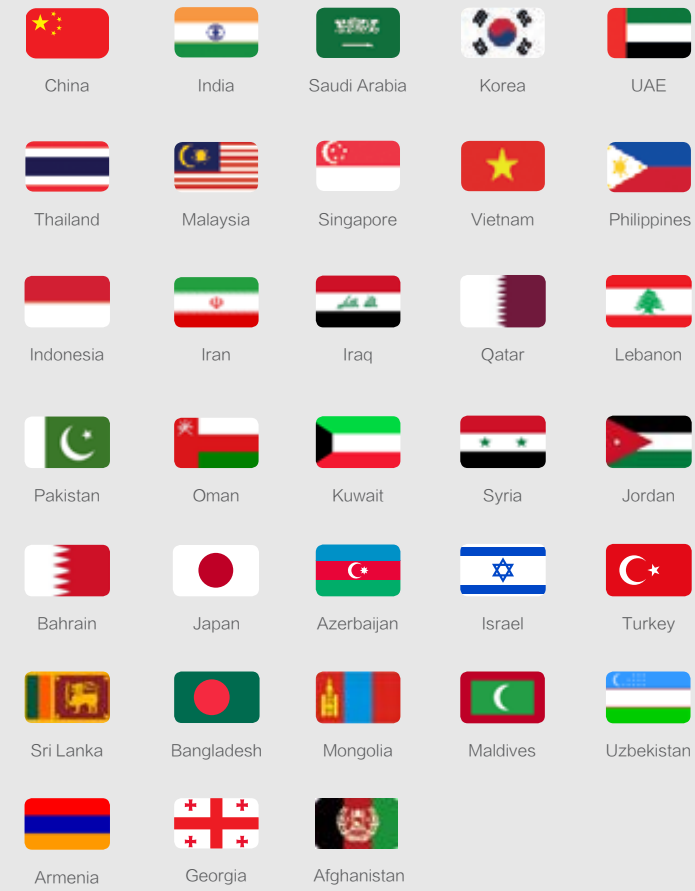 China India Saudi Arabia Korea UAE
Thailand Malaysia Singapore Vietnam Philippines
Indonesia Iran Iraq Qatar Lebanon
Pakistan Oman Kuwait Syria Jordan
Bahrain Japan Azerbaijan Israel Turkey
Sri Lanka Bangladesh Mongolia Maldives Uzbekistan
Armenia Georgia Afghanistan